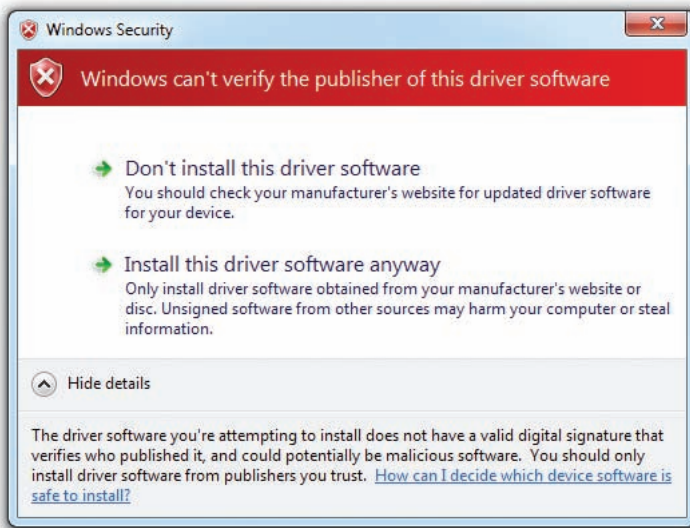 Windows Security
Windows can't verify the publisher of this driver software
Don't install this driver software
You should check your manufacturer's website for updated driver software
for your device.
Install this driver software anyway
Only install driver software obtained from your manufacturer's website or
disc. Unsigned software from other sources may harm your computer or steal
information.
Hide details
The driver software you're attempting to install does not have a valid digital signature that
verifies who published it, and could potentially be malicious software. You should only
install driver software from publishers you trust. How can I decide which device software is
safe to install?